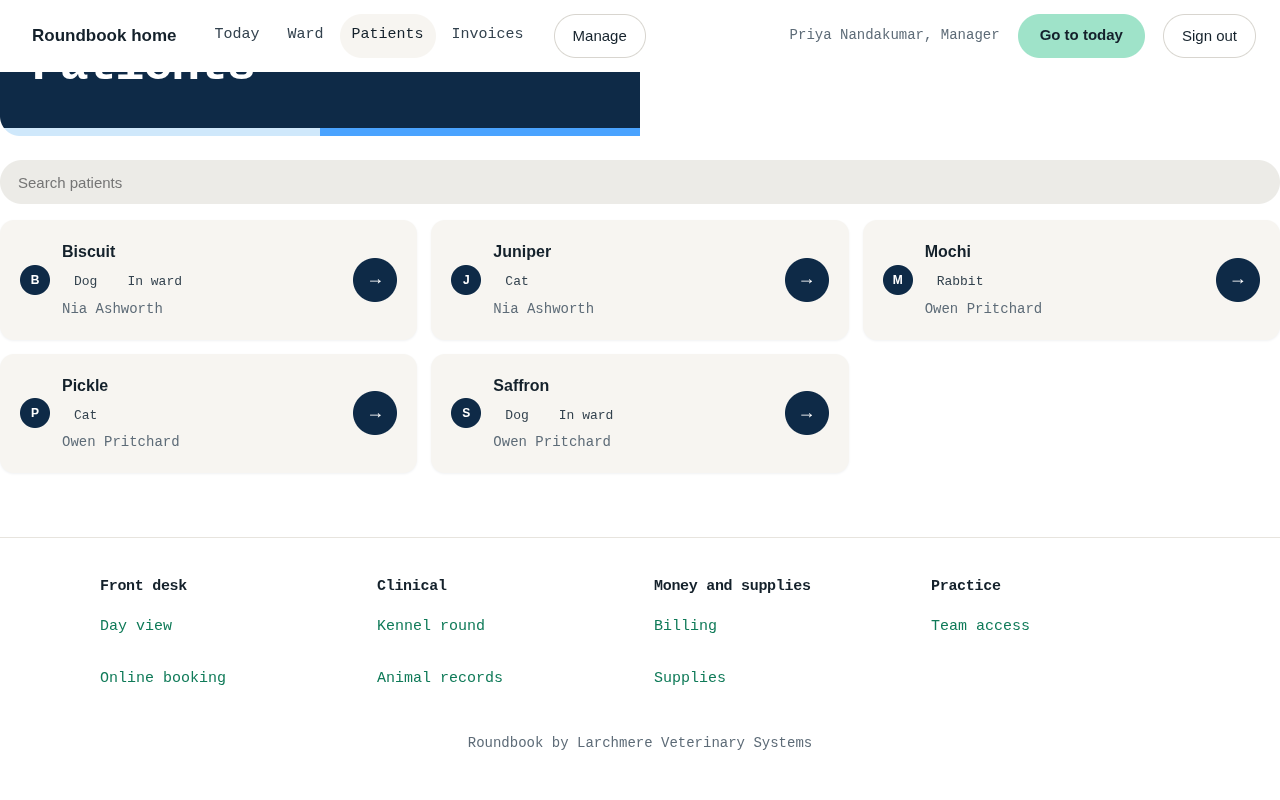 Roundbook home Today Ward Patients Invoices Manage Priya Nandakumar, Manager Go to today Sign out
Patients
Search patients
B Biscuit
Dog In ward
Nia Ashworth
→
J Juniper
Cat
Nia Ashworth
→
M Mochi
Rabbit
Owen Pritchard
→
P Pickle
Cat
Owen Pritchard
→
S Saffron
Dog In ward
Owen Pritchard
→
Front desk
Day view
Online booking
Clinical
Kennel round
Animal records
Money and supplies
Billing
Supplies
Practice
Team access
Roundbook by Larchmere Veterinary Systems